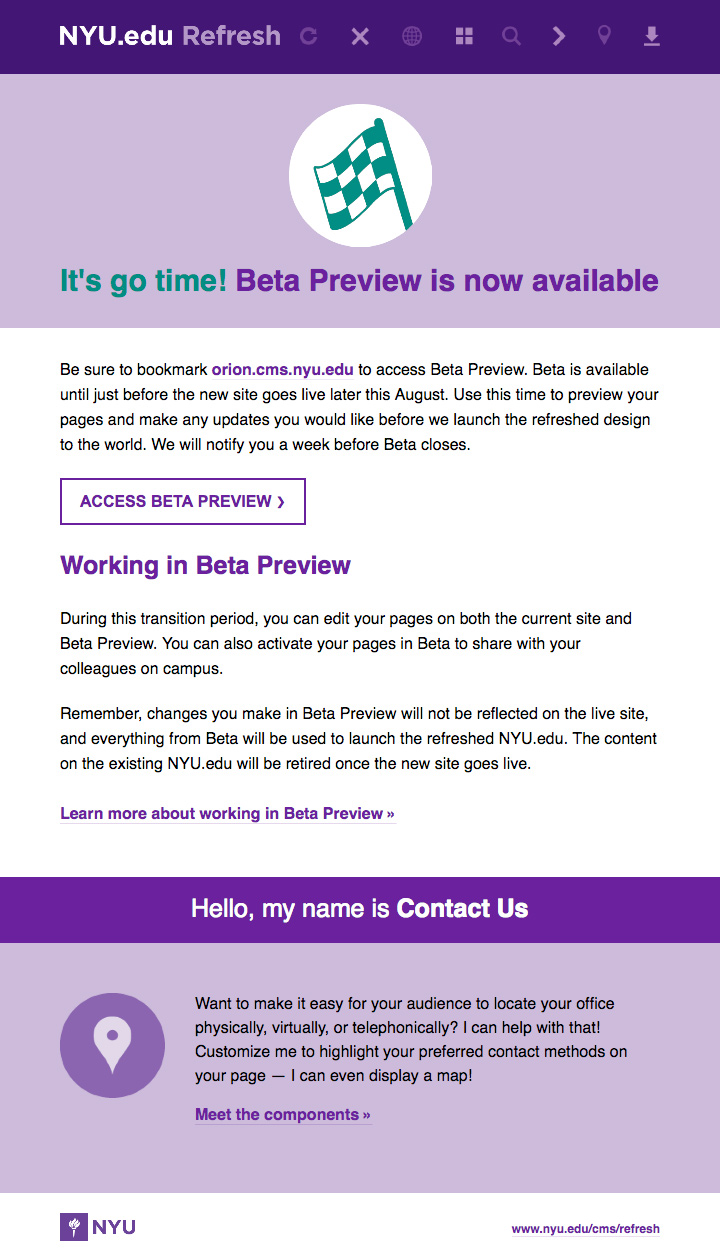 NYU.edu Refresh
It's go time! Beta Preview is now available
Be sure to bookmark orion.cms.nyu.edu to access Beta Preview. Beta is available
until just before the new site goes live later this August. Use this time to preview your
pages and make any updates you would like before we launch the refreshed design
to the world. We will notify you a week before Beta closes.
ACCESS BETA PREVIEW ❯
Working in Beta Preview
During this transition period, you can edit your pages on both the current site and
Beta Preview. You can also activate your pages in Beta to share with your
colleagues on campus.
Remember, changes you make in Beta Preview will not be reflected on the live site,
and everything from Beta will be used to launch the refreshed NYU.edu. The content
on the existing NYU.edu will be retired once the new site goes live.
Learn more about working in Beta Preview »
Hello, my name is Contact Us
Want to make it easy for your audience to locate your office
physically, virtually, or telephonically? I can help with that!
Customize me to highlight your preferred contact methods on
your page — I can even display a map!
Meet the components »
NYU
www.nyu.edu/cms/refresh